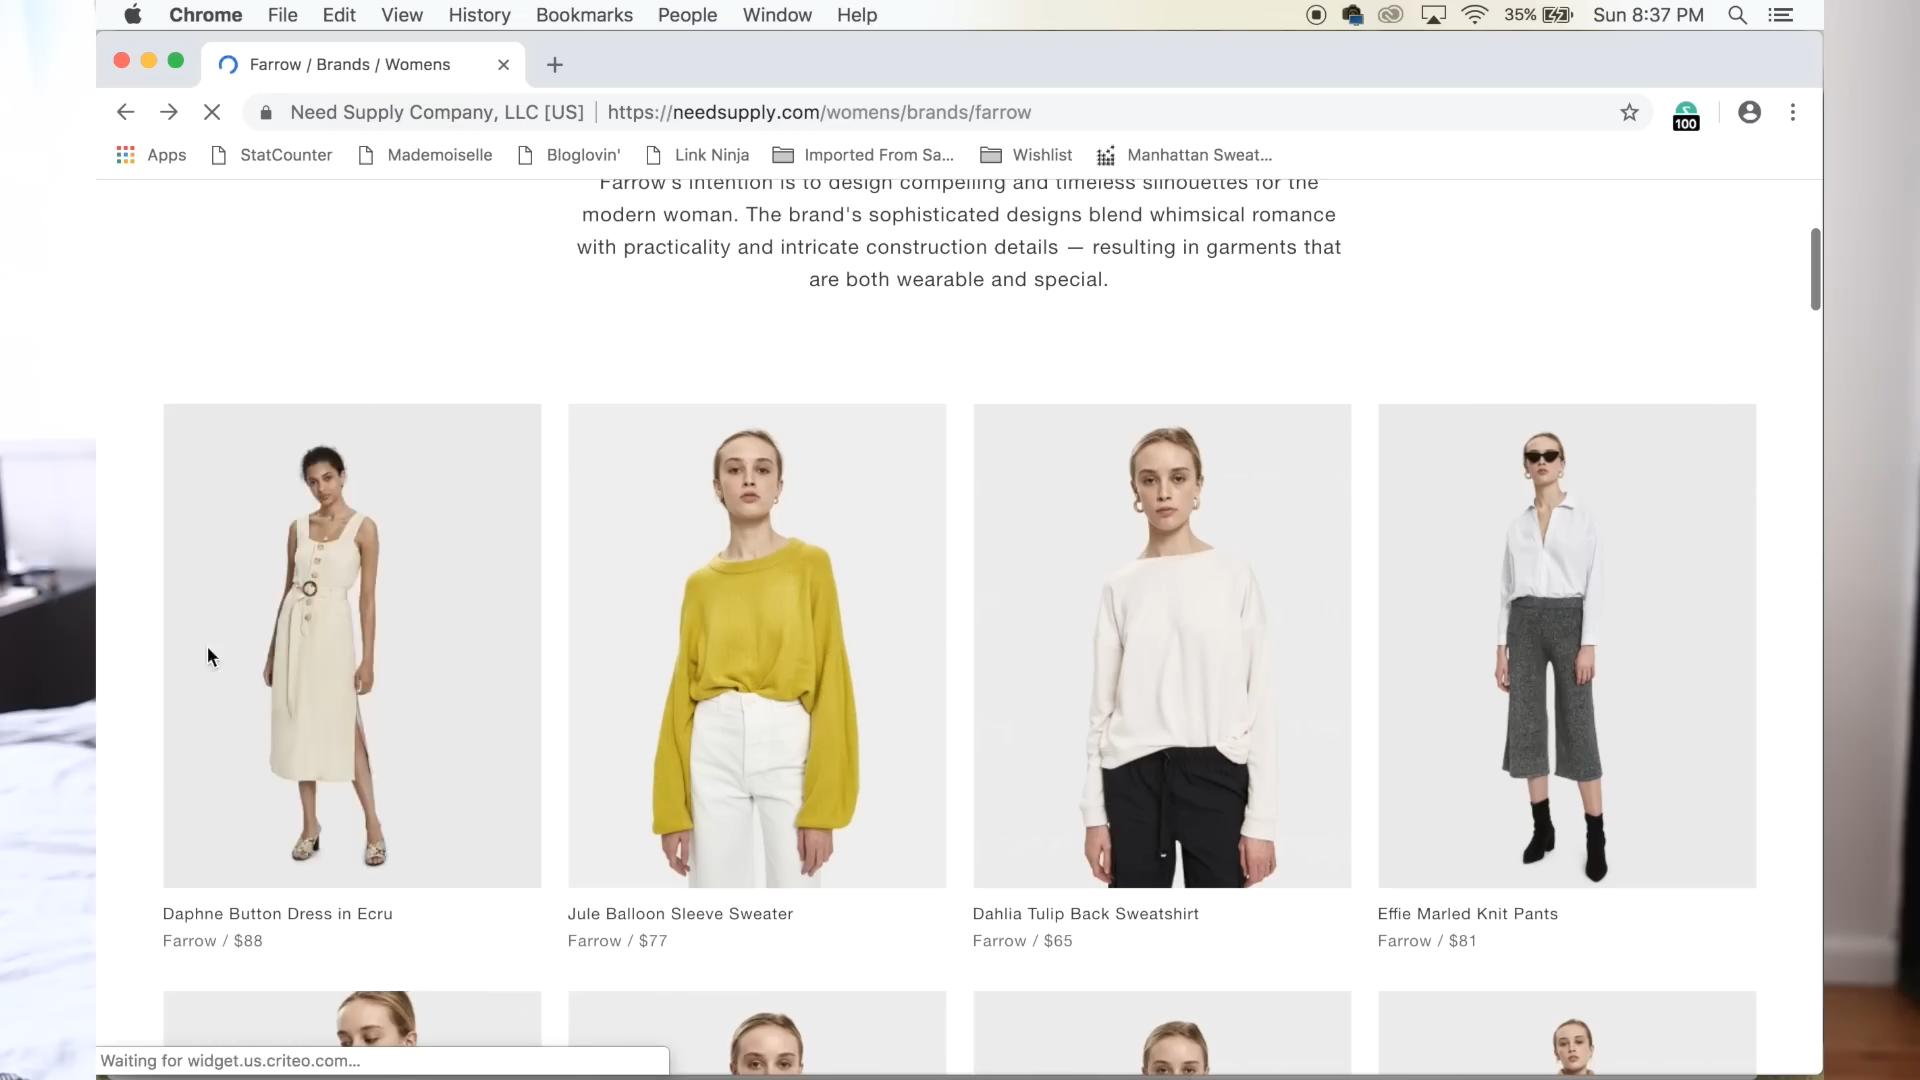 Chrome File Edit View History Bookmarks People Window Help 35% Sun 8:37 PM
Farrow / Brands / Womens
Need Supply Company, LLC [US] | https://needsupply.com/womens/brands/farrow
100
Apps StatCounter Mademoiselle Bloglovin' Link Ninja Imported From Sa... Wishlist Manhattan Sweat...
Farrow's intention is to design compelling and timeless silhouettes for the
modern woman. The brand's sophisticated designs blend whimsical romance
with practicality and intricate construction details — resulting in garments that
are both wearable and special.
Daphne Button Dress in Ecru
Farrow / $88
Jule Balloon Sleeve Sweater
Farrow / $77
Dahlia Tulip Back Sweatshirt
Farrow / $65
Effie Marled Knit Pants
Farrow / $81
Waiting for widget.us.criteo.com...